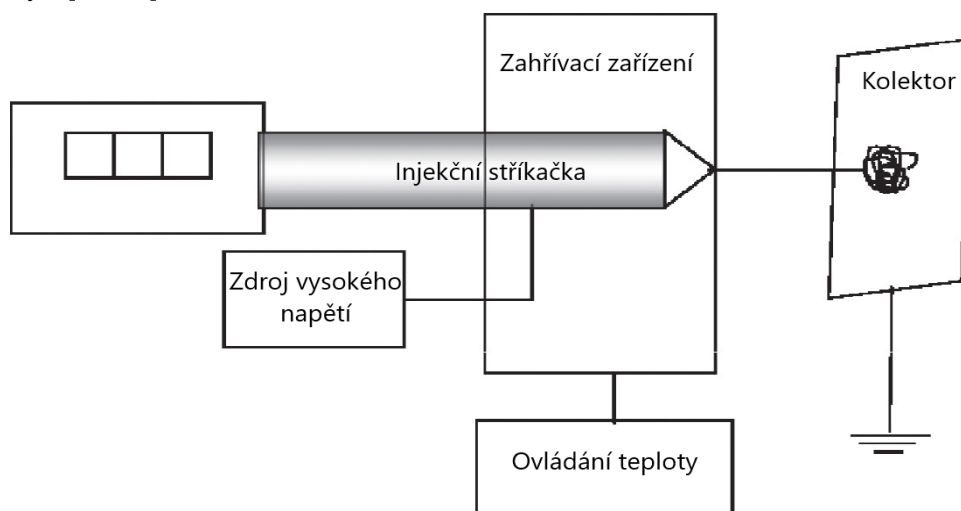 Zahřívací zařízení
Kolektor
Injekční stříkačka
Zdroj vysokého
napětí
Ovládání teploty